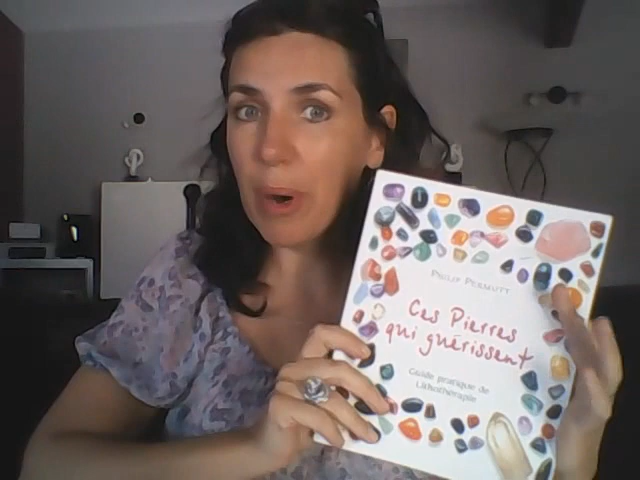 PHILIP PERMUTT
Ces Pierres
qui guérissent
Guide pratique de
Lithothérapie